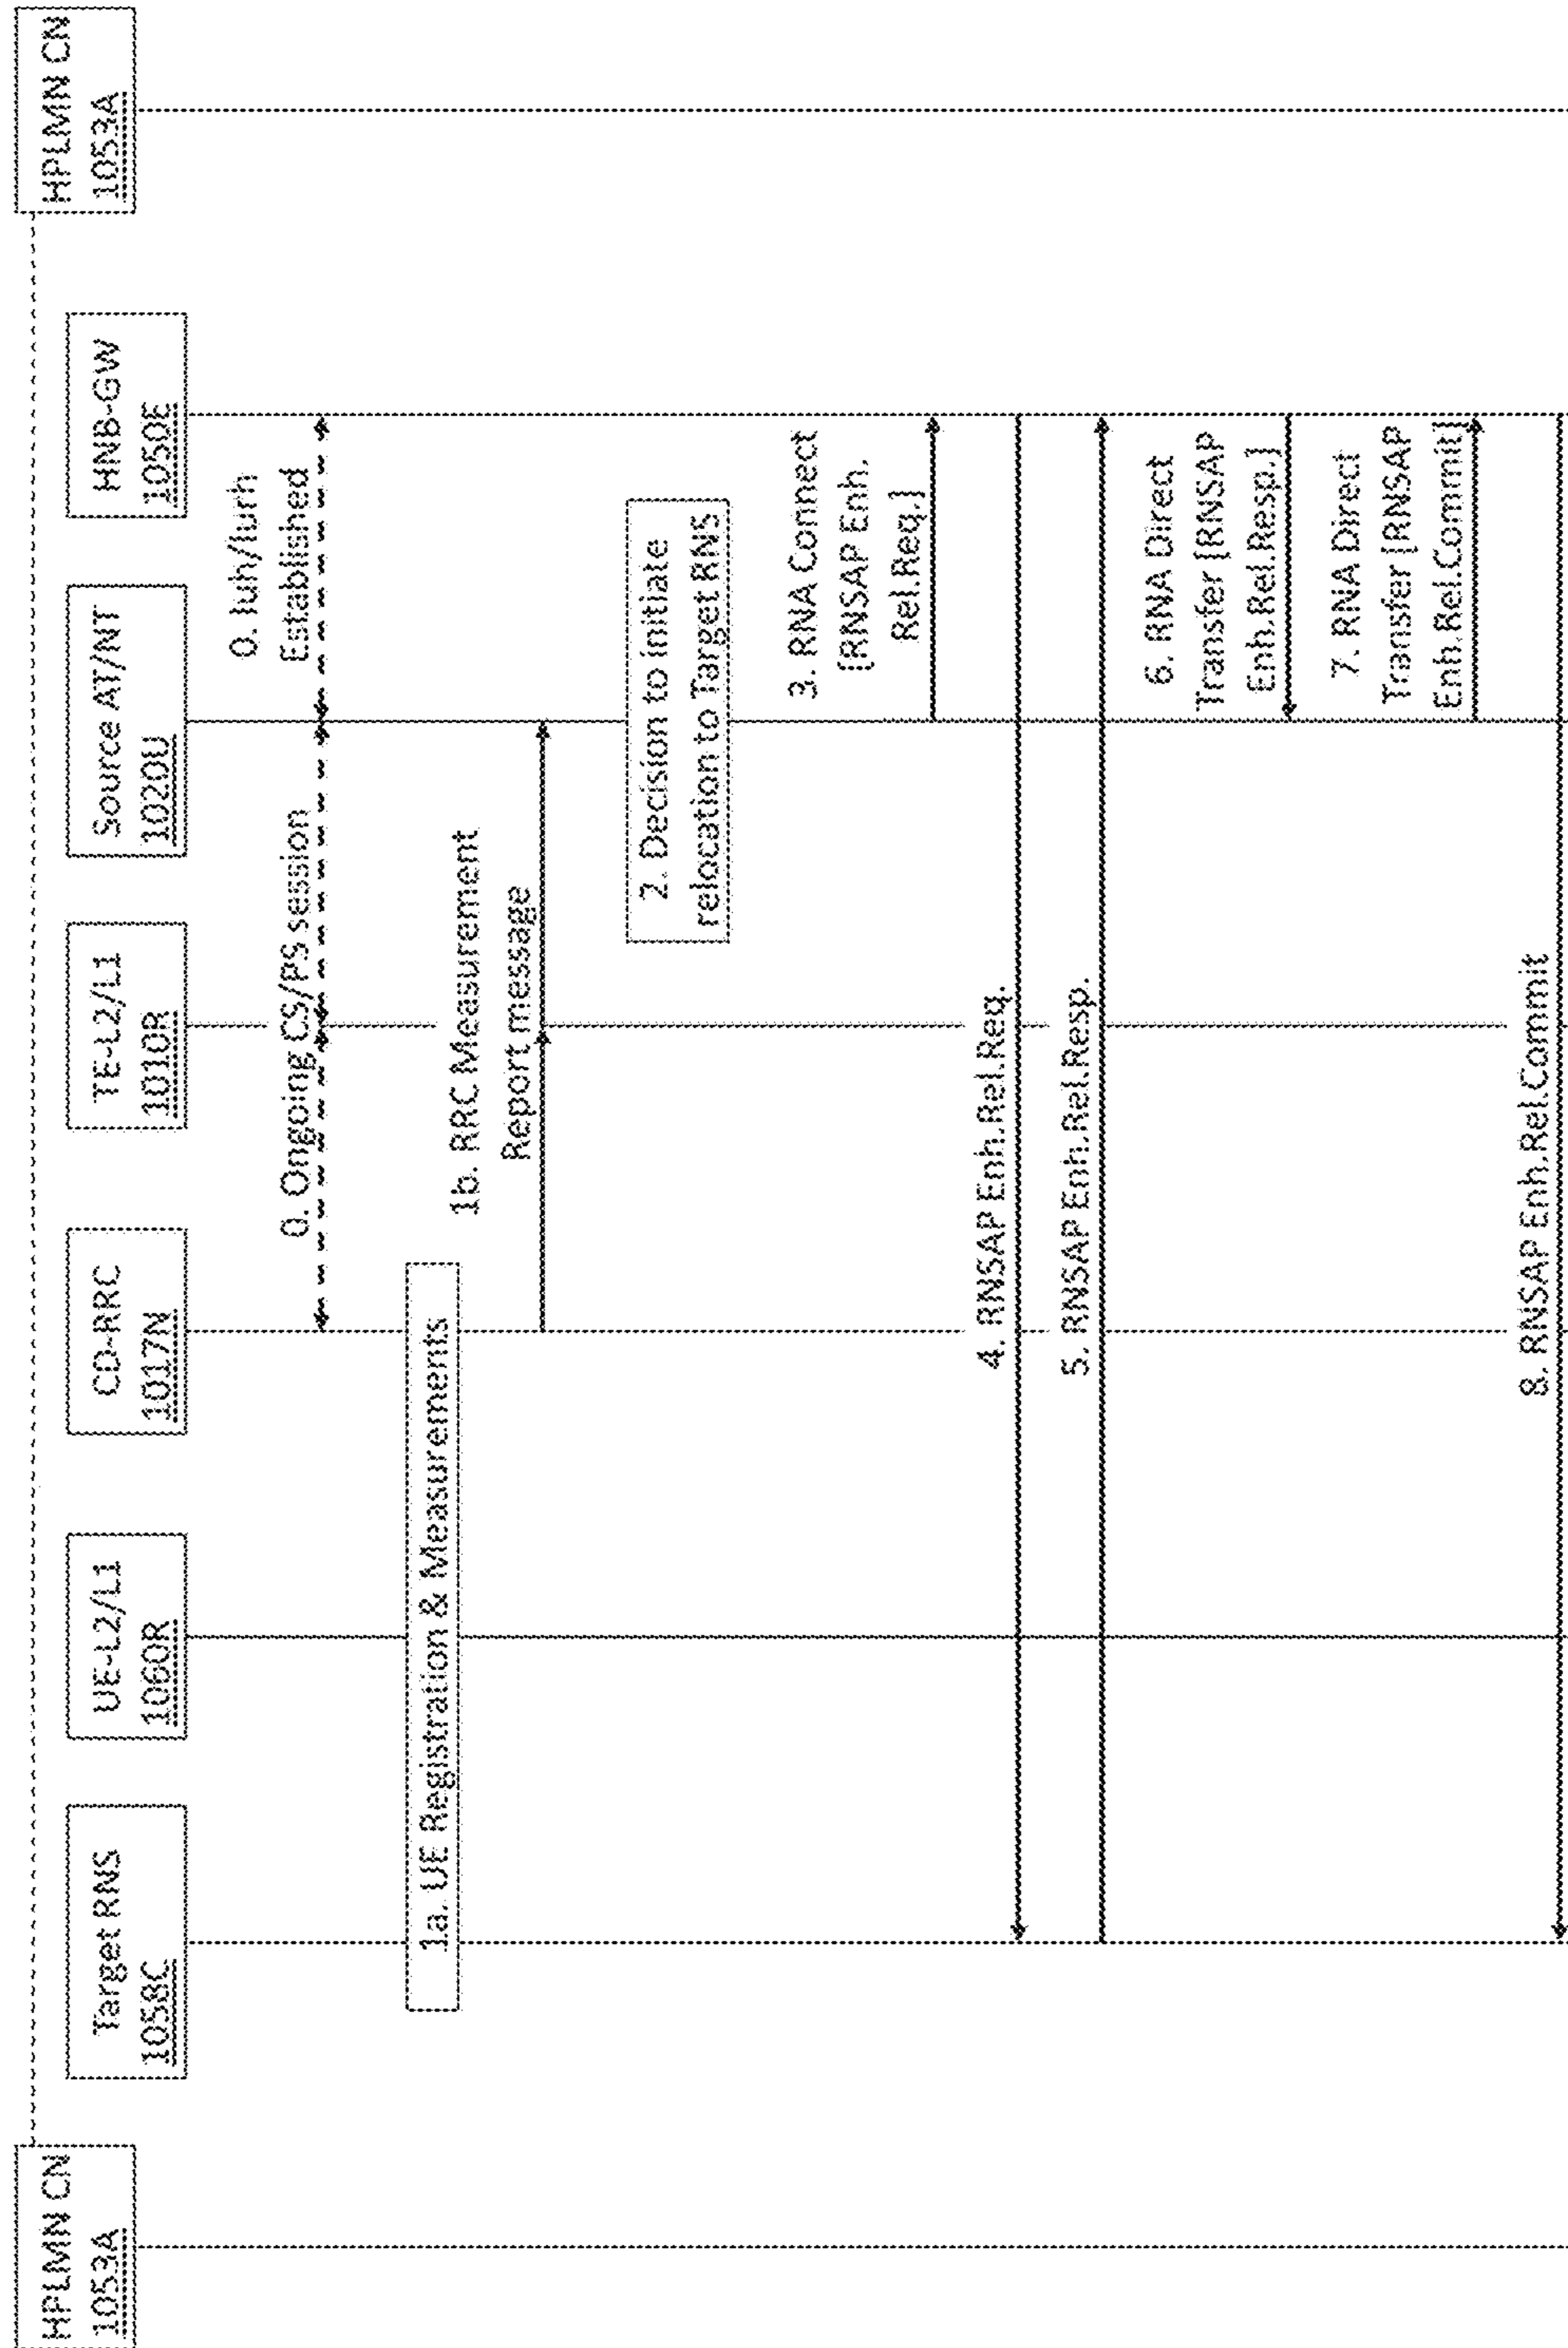 HPLMN CN
1053A
Target RNS
1058C
UE-L2/L1
1060R
CD-RRC
1017N
TE-L2/L1
1010R
Source AT/NT
1020U
HNB-GW
1050E
HPLMN CN
1053A
0. Iuh/Iurh
Established
0. Ongoing CS/PS session
1a. UE Registration & Measurements
1b. RRC Measurement
Report message
2. Decision to initiate
relocation to Target RNS
3. RNA Connect
[RNSAP Enh.
Rel.Req.]
4. RNSAP Enh.Rel.Req.
5. RNSAP Enh.Rel.Resp.
6. RNA Direct
Transfer [RNSAP
Enh.Rel.Resp.]
7. RNA Direct
Transfer [RNSAP
Enh.Rel.Commit]
8. RNSAP Enh.Rel.Commit